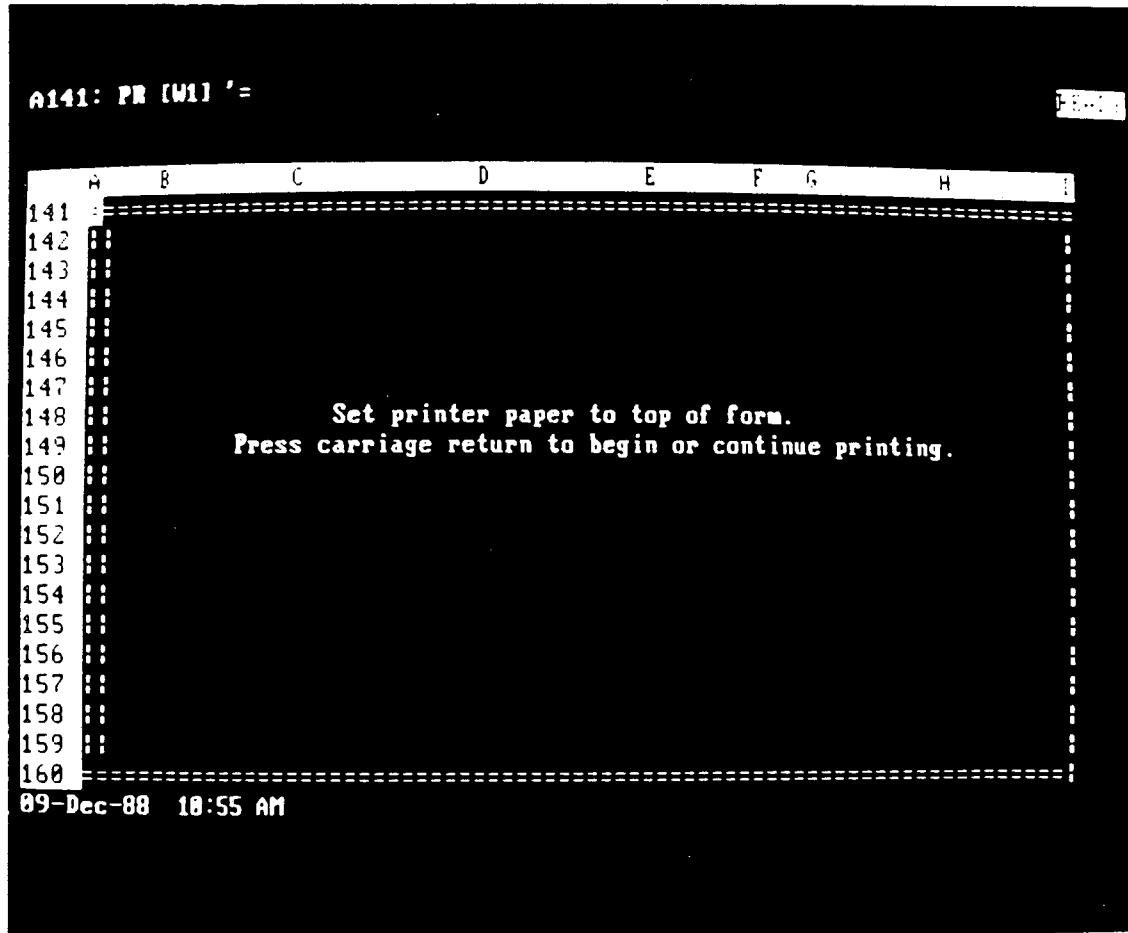 A141: PR [W1] '=
A B C D E F G H I
141 ==========================================================================
142 ¦¦ ¦
143 ¦¦ ¦
144 ¦¦ ¦
145 ¦¦ ¦
146 ¦¦ ¦
147 ¦¦ ¦
148 ¦¦ Set printer paper to top of form. ¦
149 ¦¦ Press carriage return to begin or continue printing. ¦
150 ¦¦ ¦
151 ¦¦ ¦
152 ¦¦ ¦
153 ¦¦ ¦
154 ¦¦ ¦
155 ¦¦ ¦
156 ¦¦ ¦
157 ¦¦ ¦
158 ¦¦ ¦
159 ¦¦ ¦
160 ==========================================================================¦
09-Dec-88 10:55 AM